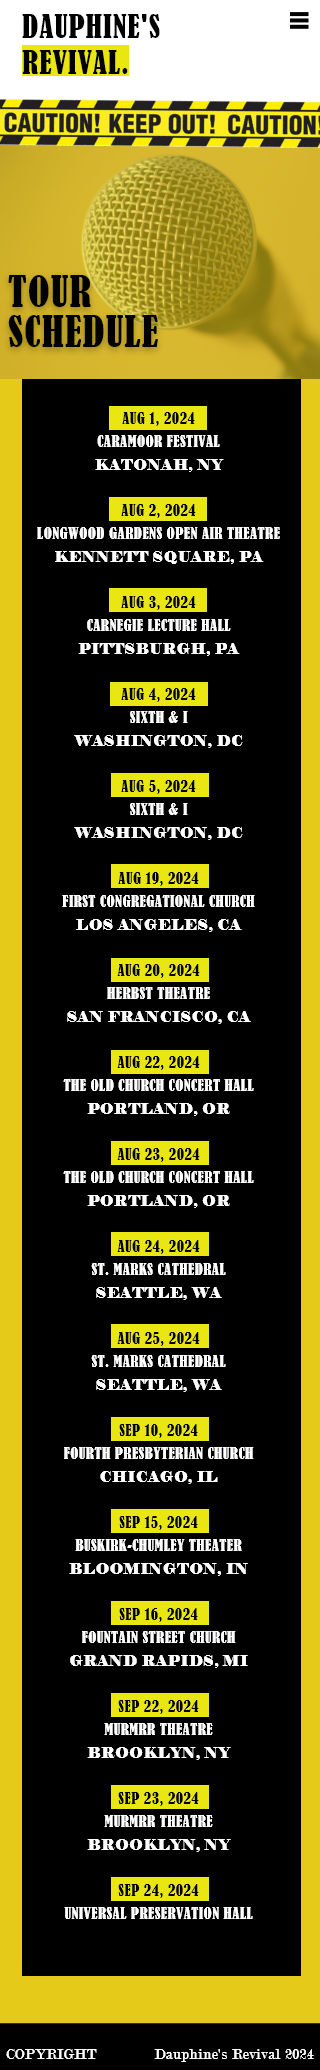 DAUPHINE'S
REVIVAL.
CAUTION! KEEP OUT! CAUTION!
TOUR
SCHEDULE
AUG 1, 2024
CARAMOOR FESTIVAL
KATONAH, NY
AUG 2, 2024
LONGWOOD GARDENS OPEN AIR THEATRE
KENNETT SQUARE, PA
AUG 3, 2024
CARNEGIE LECTURE HALL
PITTSBURGH, PA
AUG 4, 2024
SIXTH & I
WASHINGTON, DC
AUG 5, 2024
SIXTH & I
WASHINGTON, DC
AUG 19, 2024
FIRST CONGREGATIONAL CHURCH
LOS ANGELES, CA
AUG 20, 2024
HERBST THEATRE
SAN FRANCISCO, CA
AUG 22, 2024
THE OLD CHURCH CONCERT HALL
PORTLAND, OR
AUG 23, 2024
THE OLD CHURCH CONCERT HALL
PORTLAND, OR
AUG 24, 2024
ST. MARKS CATHEDRAL
SEATTLE, WA
AUG 25, 2024
ST. MARKS CATHEDRAL
SEATTLE, WA
SEP 10, 2024
FOURTH PRESBYTERIAN CHURCH
CHICAGO, IL
SEP 15, 2024
BUSKIRK-CHUMLEY THEATER
BLOOMINGTON, IN
SEP 16, 2024
FOUNTAIN STREET CHURCH
GRAND RAPIDS, MI
SEP 22, 2024
MURMRR THEATRE
BROOKLYN, NY
SEP 23, 2024
MURMRR THEATRE
BROOKLYN, NY
SEP 24, 2024
UNIVERSAL PRESERVATION HALL
COPYRIGHT Dauphine's Revival 2024